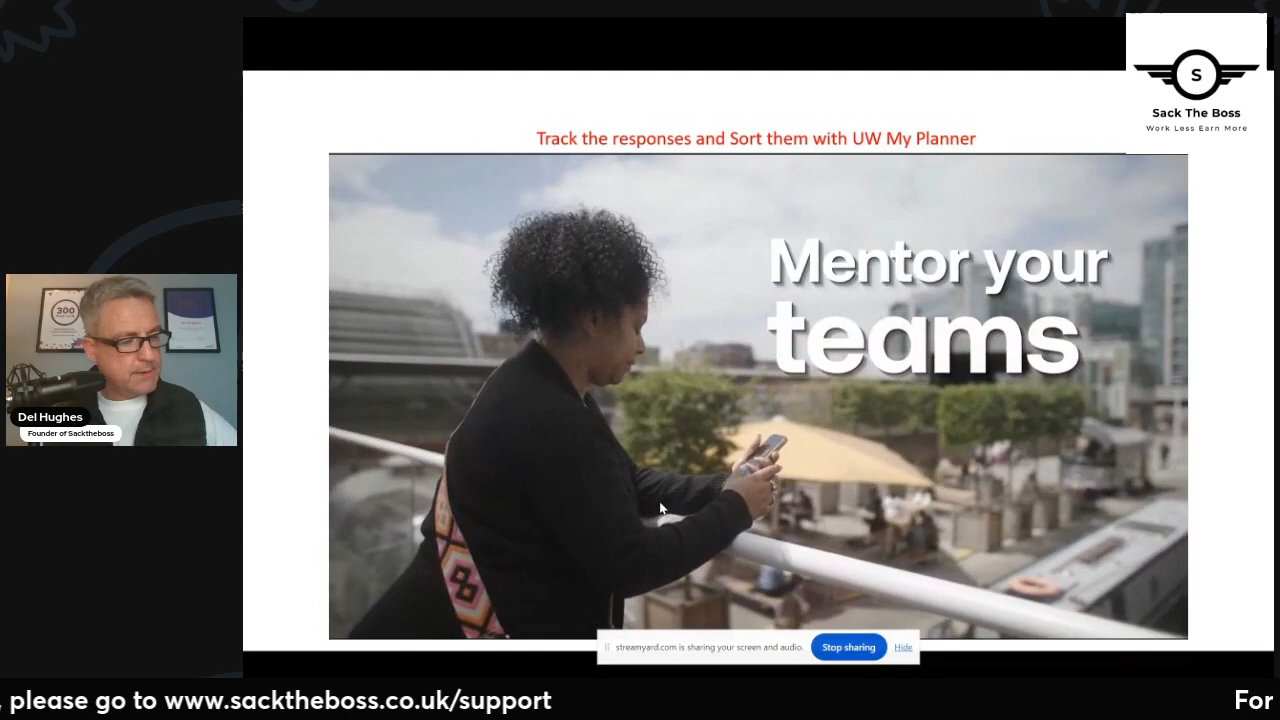 S
Sack The Boss
Work Less Earn More
Track the responses and Sort them with UW My Planner
Mentor your
teams
300
Del Hughes
Founder of Sacktheboss
streamyard.com is sharing your screen and audio.
Stop sharing
Hide
, please go to www.sacktheboss.co.uk/support
For